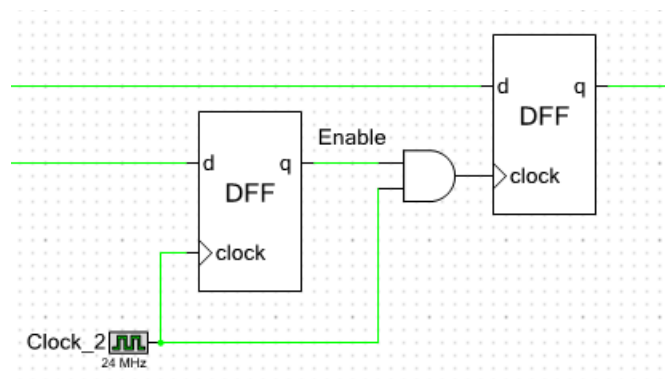 d q
DFF
clock
Enable
d q
DFF
clock
Clock_2
24 MHz